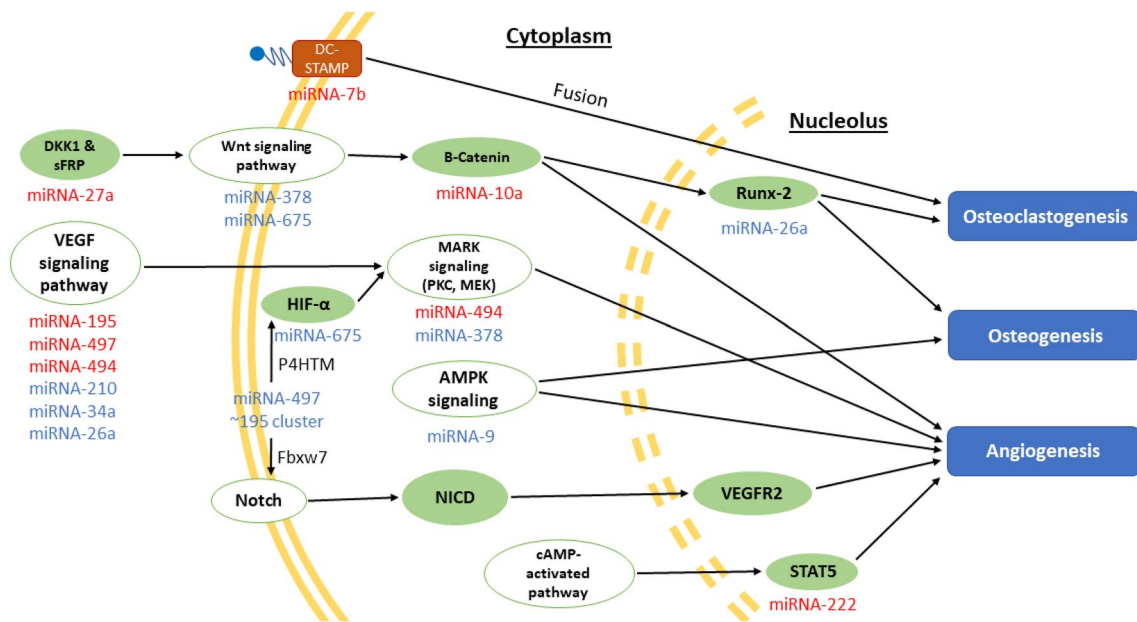 Cytoplasm
DC-
STAMP
miRNA-7b
Fusion
Nucleolus
DKK1 &
sFRP
miRNA-27a
Wnt signaling
pathway
miRNA-378
miRNA-675
B-Catenin
miRNA-10a
Runx-2
miRNA-26a
Osteoclastogenesis
VEGF
signaling
pathway
miRNA-195
miRNA-497
miRNA-494
miRNA-210
miRNA-34a
miRNA-26a
HIF-α
miRNA-675
P4HTM
miRNA-497
~195 cluster
Fbxw7
MARK
signaling
(PKC, MEK)
miRNA-494
miRNA-378
Osteogenesis
AMPK
signaling
miRNA-9
Angiogenesis
Notch
NICD
VEGFR2
cAMP-
activated
pathway
STAT5
miRNA-222